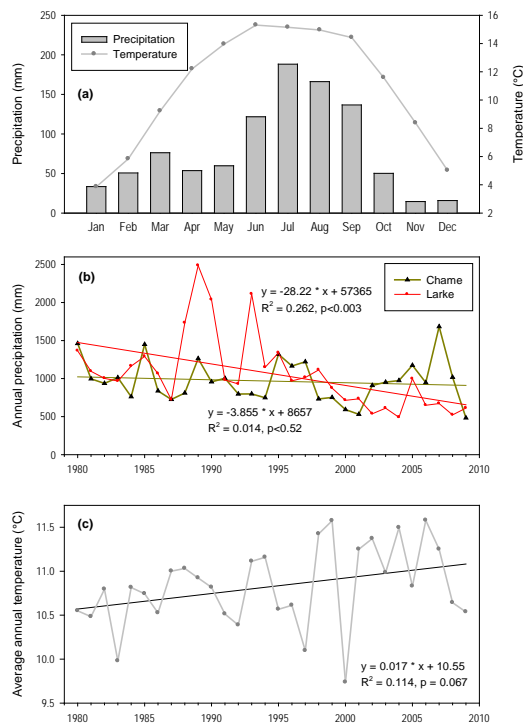 250
200
150
100
50
0
Precipitation (mm)
Precipitation
Temperature
(a)
16
14
12
10
8
6
4
2
Temperature (°C)
Jan Feb Mar Apr May Jun Jul Aug Sep Oct Nov Dec
2500
2000
1500
1000
500
0
Annual precipitation (mm)
(b)
y = -28.22 * x + 57365
R² = 0.262, p<0.003
Chame
Larke
y = -3.855 * x + 8657
R² = 0.014, p<0.52
1980 1985 1990 1995 2000 2005 2010
11.5
11.0
10.5
10.0
9.5
Average annual temperature (°C)
(c)
y = 0.017 * x + 10.55
R² = 0.114, p = 0.067
1980 1985 1990 1995 2000 2005 2010